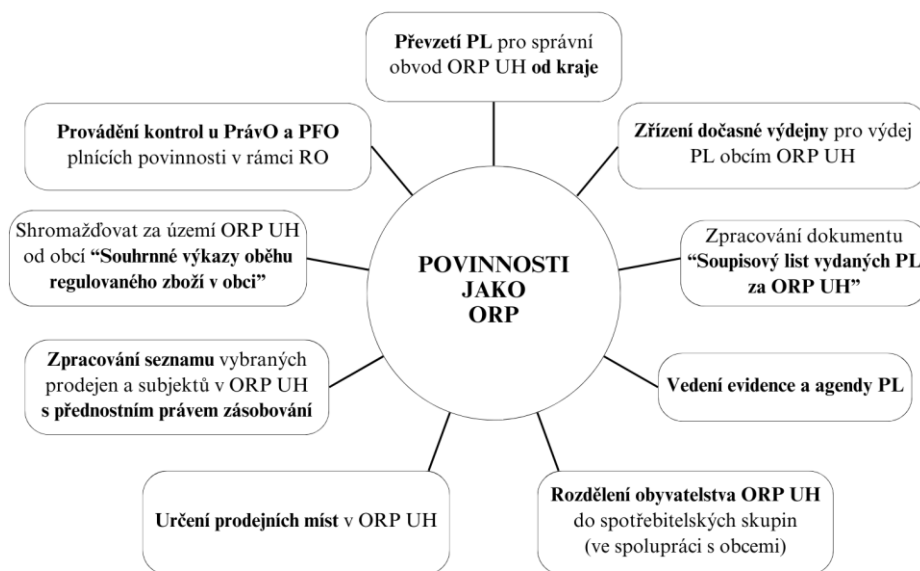 Převzetí PL pro správní
obvod ORP UH od kraje
Provádění kontrol u PrávO a PFO
plnících povinnosti v rámci RO
Zřízení dočasné výdejny pro výdej
PL obcím ORP UH
Shromažďovat za území ORP UH
od obcí “Souhrnné výkazy oběhu
regulovaného zboží v obci”
POVINNOSTI
JAKO
ORP
Zpracování dokumentu
“Soupisový list vydaných PL
za ORP UH”
Zpracování seznamu vybraných
prodejen a subjektů v ORP UH
s přednostním právem zásobování
Vedení evidence a agendy PL
Určení prodejních míst v ORP UH
Rozdělení obyvatelstva ORP UH
do spotřebitelských skupin
(ve spolupráci s obcemi)